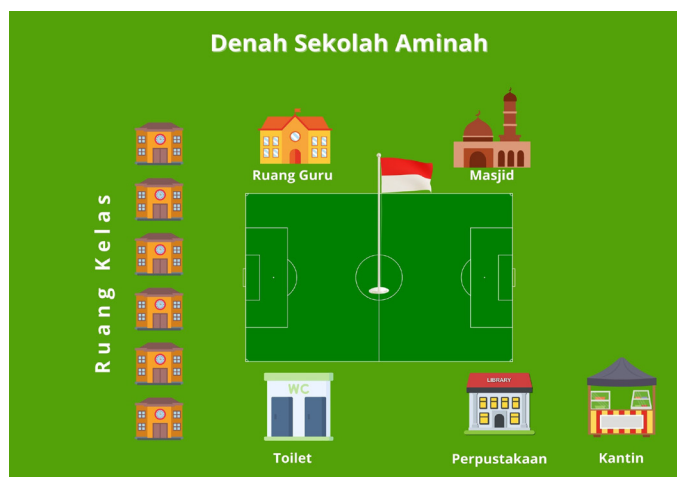 Denah Sekolah Aminah
Ruang Guru
Masjid
Ruang Kelas
WC
LIBRARY
Toilet
Perpustakaan
Kantin